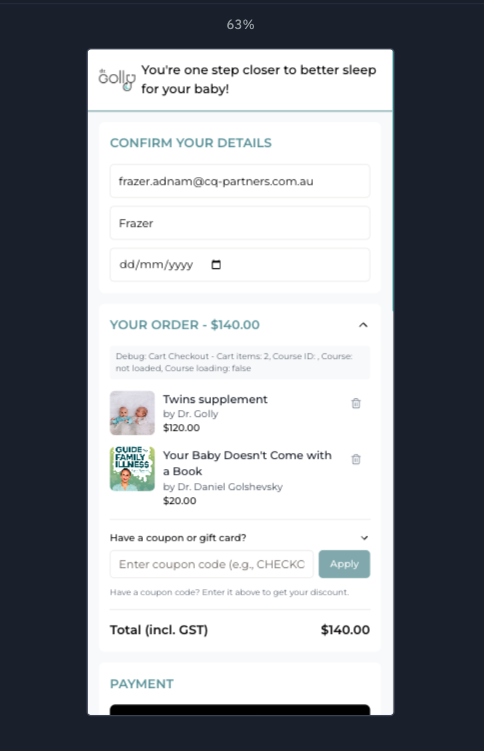 63%
dr Golly
You're one step closer to better sleep
for your baby!
CONFIRM YOUR DETAILS
frazer.adnam@cq-partners.com.au
Frazer
dd/mm/yyyy
YOUR ORDER - $140.00
Debug: Cart Checkout - Cart items: 2, Course ID: , Course:
not loaded, Course loading: false
Twins supplement
by Dr. Golly
$120.00
GUIDE
FAMILY
ILLNESS
Your Baby Doesn't Come with
a Book
by Dr. Daniel Golshevsky
$20.00
Have a coupon or gift card?
Enter coupon code (e.g., CHECKC
Apply
Have a coupon code? Enter it above to get your discount.
Total (incl. GST)
$140.00
PAYMENT